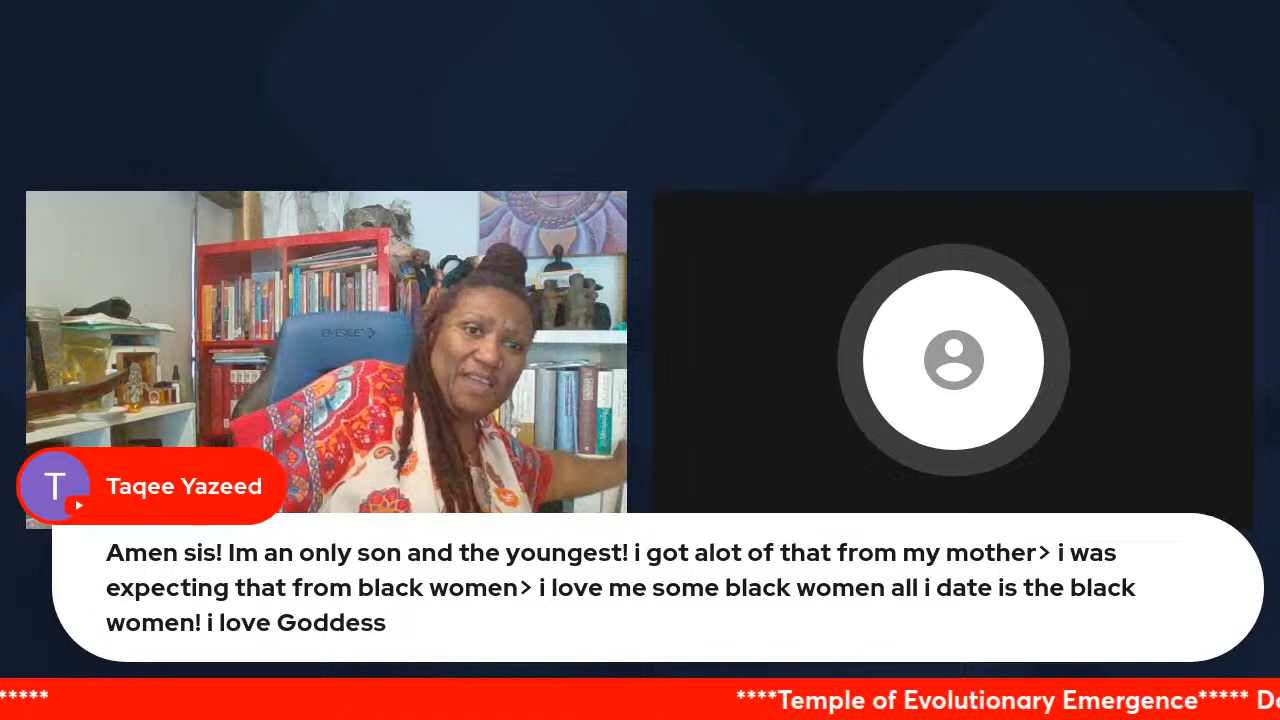 Taqee Yazeed
T
Amen sis! Im an only son and the youngest! i got alot of that from my mother> i was
expecting that from black women> i love me some black women all i date is the black
women! i love Goddess
***** ****Temple of Evolutionary Emergence***** De